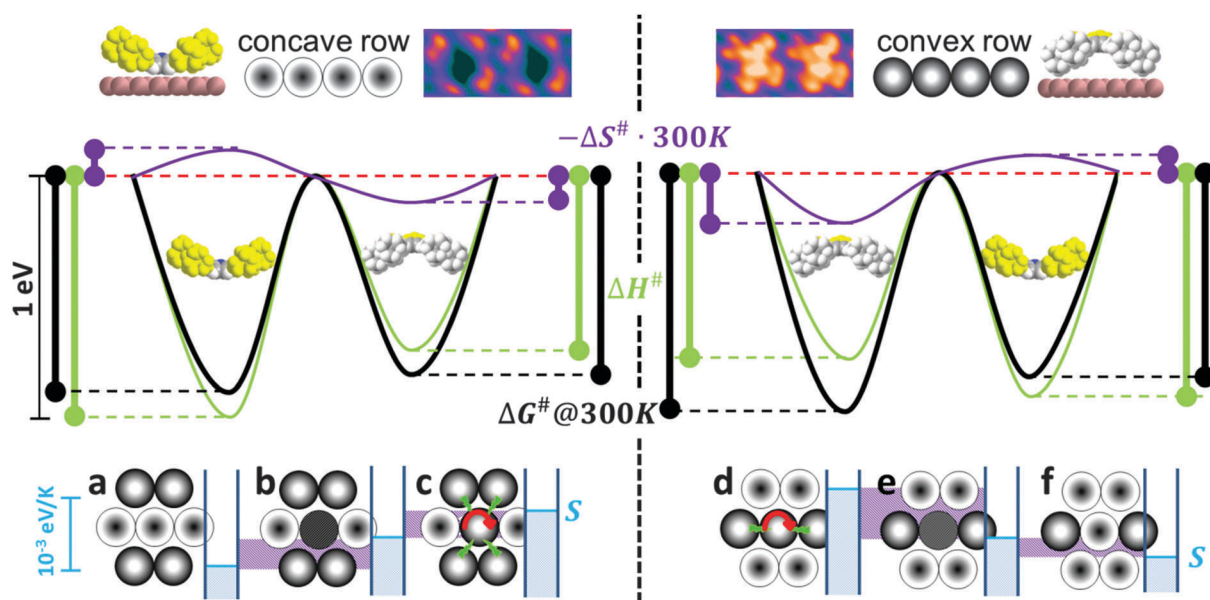 concave row
convex row
−ΔS# · 300K
1 eV
ΔH#
ΔG#@300K
a
b
c
S
10-3 eV/K
d
e
f
S